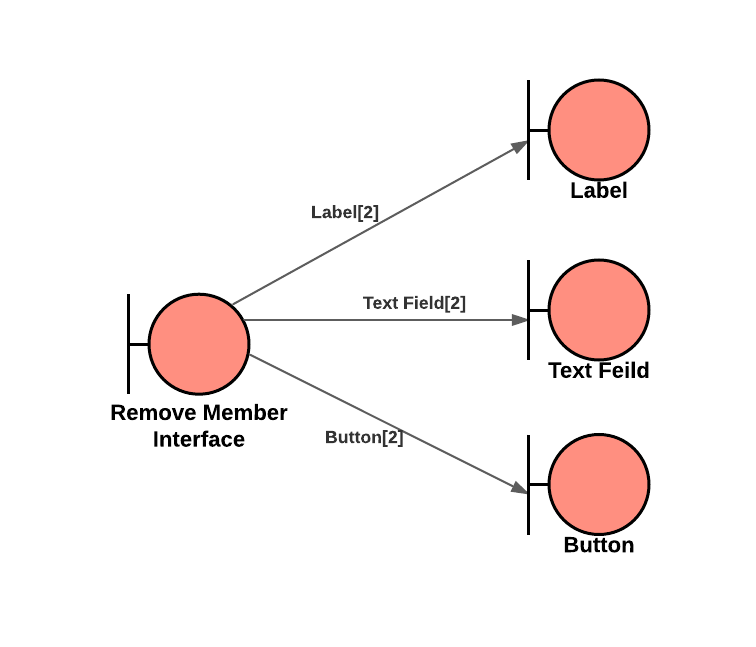 Label
Label[2]
Text Field[2]
Text Feild
Remove Member
Interface
Button[2]
Button